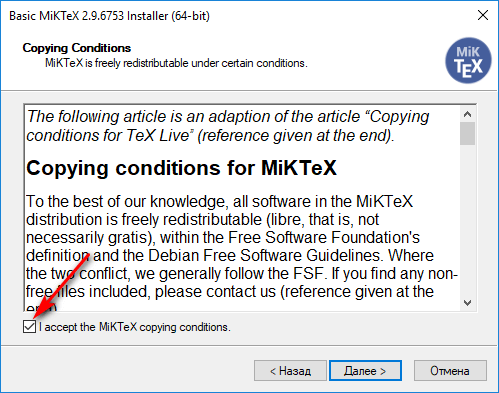 Basic MiKTeX 2.9.6753 Installer (64-bit)
Copying Conditions
MiKTeX is freely redistributable under certain conditions.
MiK
TEX
The following article is an adaption of the article “Copying
conditions for TeX Live” (reference given at the end).
Copying conditions for MiKTeX
To the best of our knowledge, all software in the MiKTeX
distribution is freely redistributable (libre, that is, not
necessarily gratis), within the Free Software Foundation's
definition and the Debian Free Software Guidelines. Where
the two conflict, we generally follow the FSF. If you find any non-
free files included, please contact us (reference given at the
end).
I accept the MiKTeX copying conditions.
< Назад
Далее >
Отмена